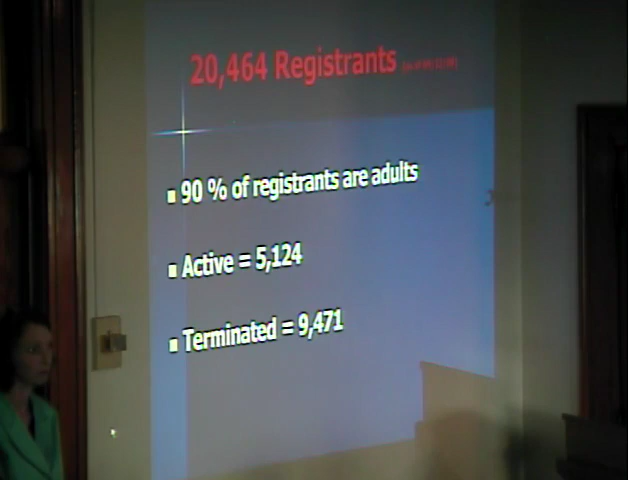 20,464 Registrants
90 % of registrants are adults
Active = 5,124
Terminated = 9,471